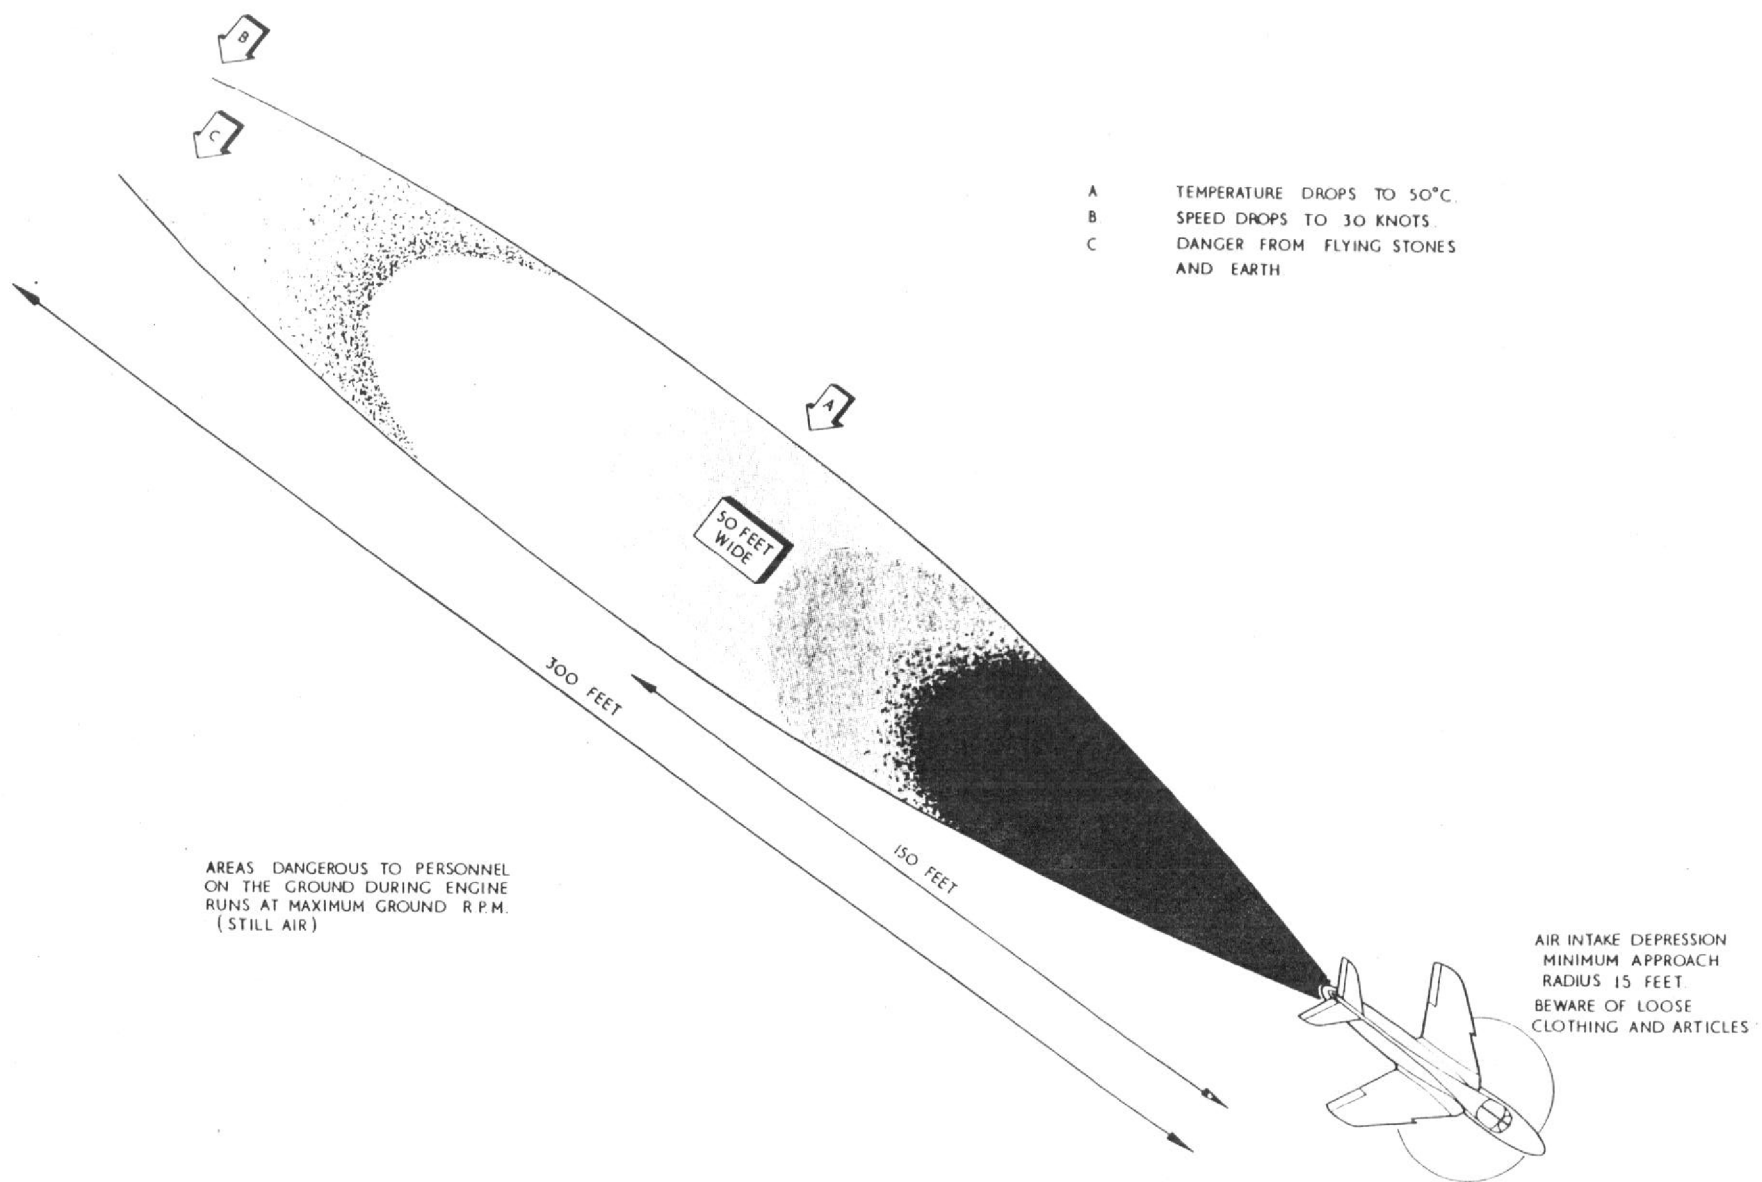 B
C
A TEMPERATURE DROPS TO 50°C.
B SPEED DROPS TO 30 KNOTS.
C DANGER FROM FLYING STONES
AND EARTH
A
50 FEET
WIDE
300 FEET
150 FEET
AREAS DANGEROUS TO PERSONNEL
ON THE GROUND DURING ENGINE
RUNS AT MAXIMUM GROUND R.P.M.
(STILL AIR)
AIR INTAKE DEPRESSION
MINIMUM APPROACH
RADIUS 15 FEET.
BEWARE OF LOOSE
CLOTHING AND ARTICLES